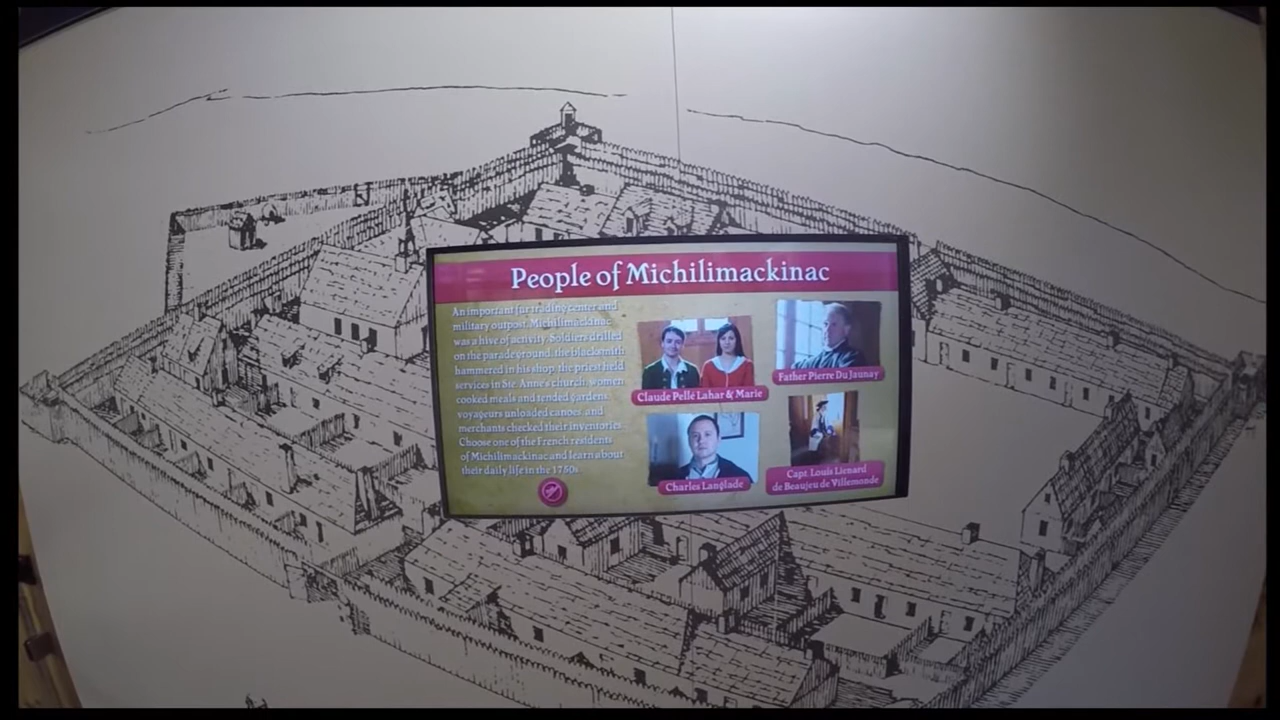 People of Michilimackinac
An important fur trading center and
military outpost, Michilimackinac
was a hive of activity. Soldiers drilled
on the parade ground, the blacksmith
hammered in his shop, the priest held
services in Ste. Anne's church, women
cooked meals and tended gardens,
voyageurs unloaded canoes, and
merchants checked their inventories.
Choose one of the French residents
of Michilimackinac and learn about
their daily life in the 1750s.
Claude Pellé Lahar & Marie
Father Pierre Du Jaunay
Charles Langlade
Capt. Louis Lienard
de Beaujeu de Villemonde